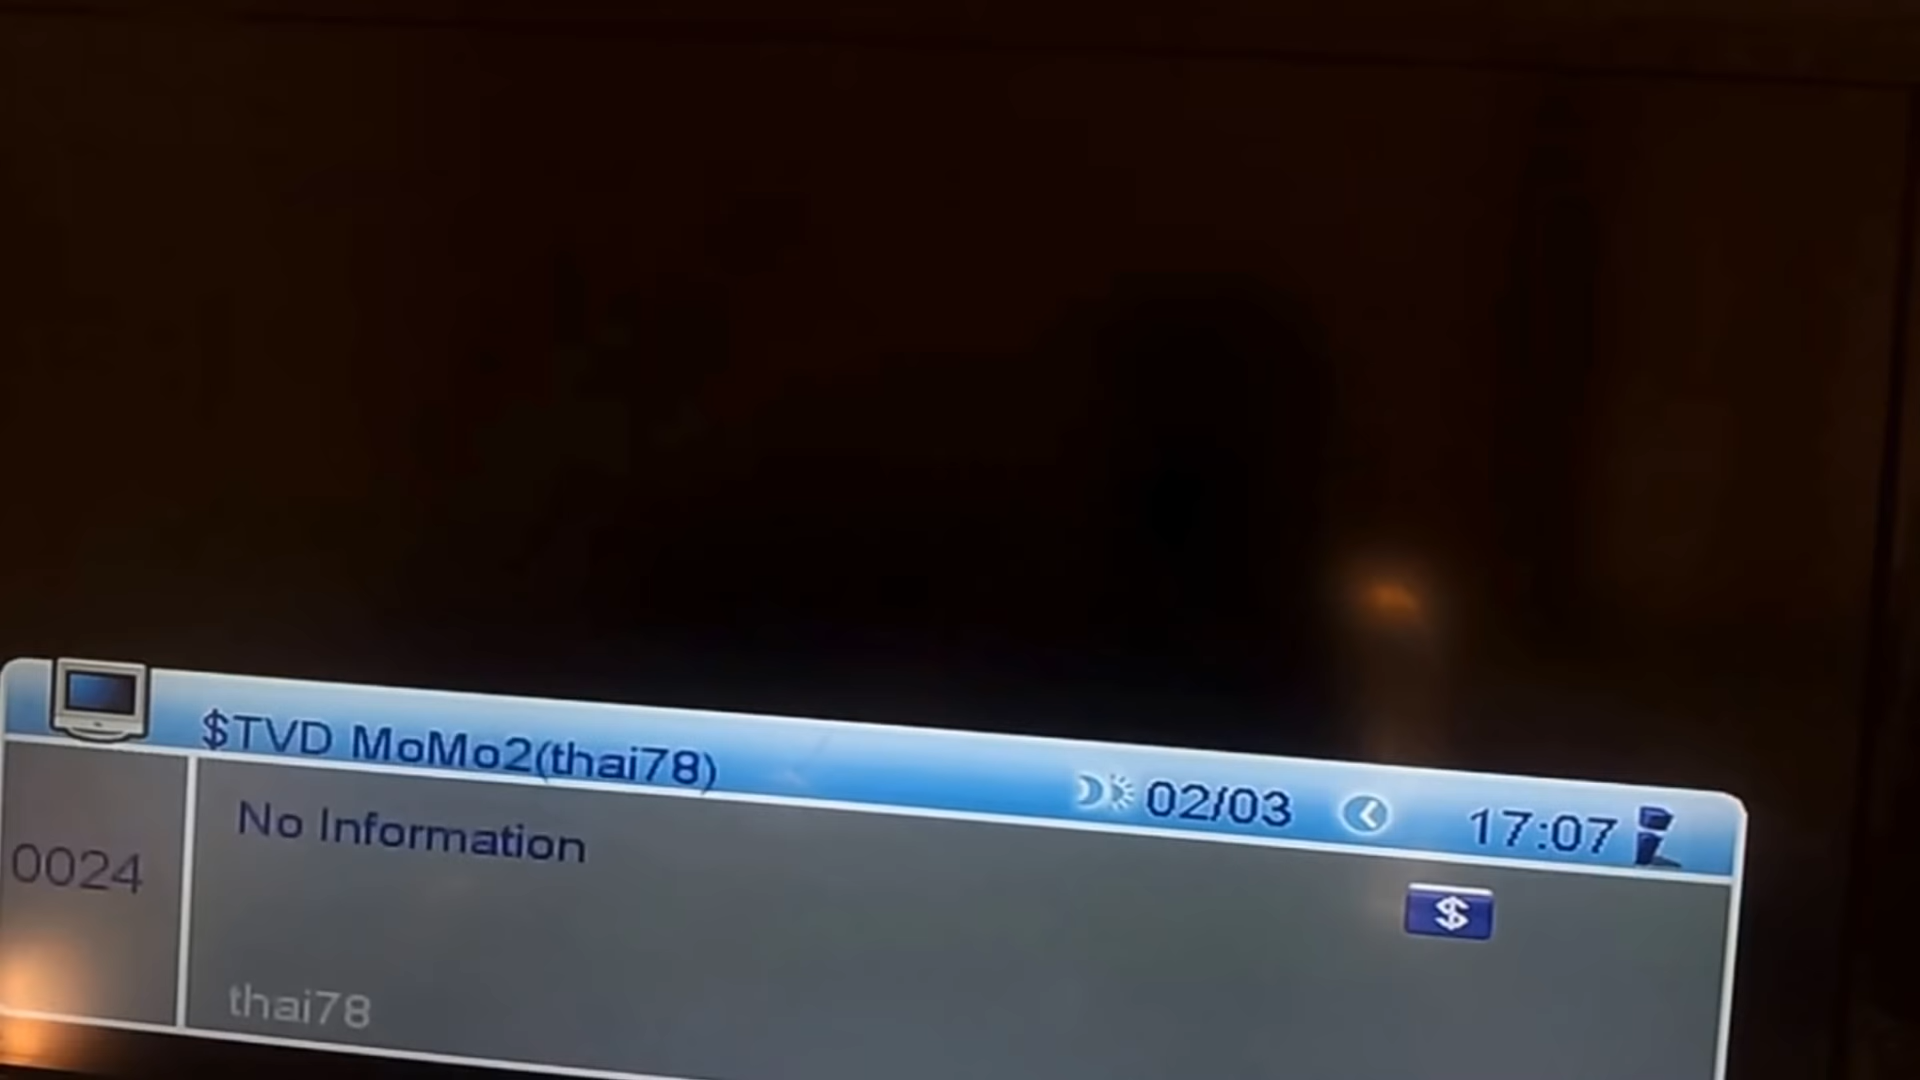 $TVD MoMo2(thai78)
02/03
17:07
0024
No Information
$
thai78